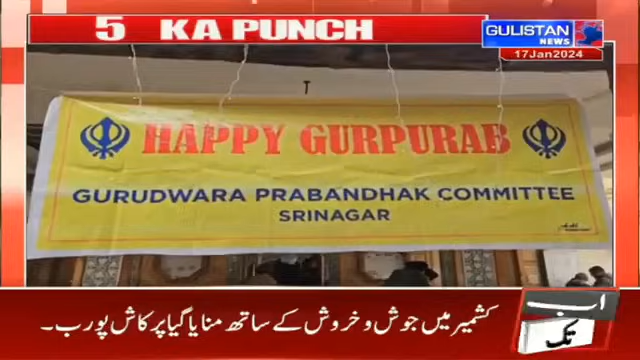 5 KA PUNCH
GULISTAN
NEWS
17Jan2024
HAPPY GURPURAB
GURUDWARA PRABANDHAK COMMITTEE
SRINAGAR
کشمیر میں جوش و خروش کے ساتھ منایا گیا پرکاش پورب۔
اب تک